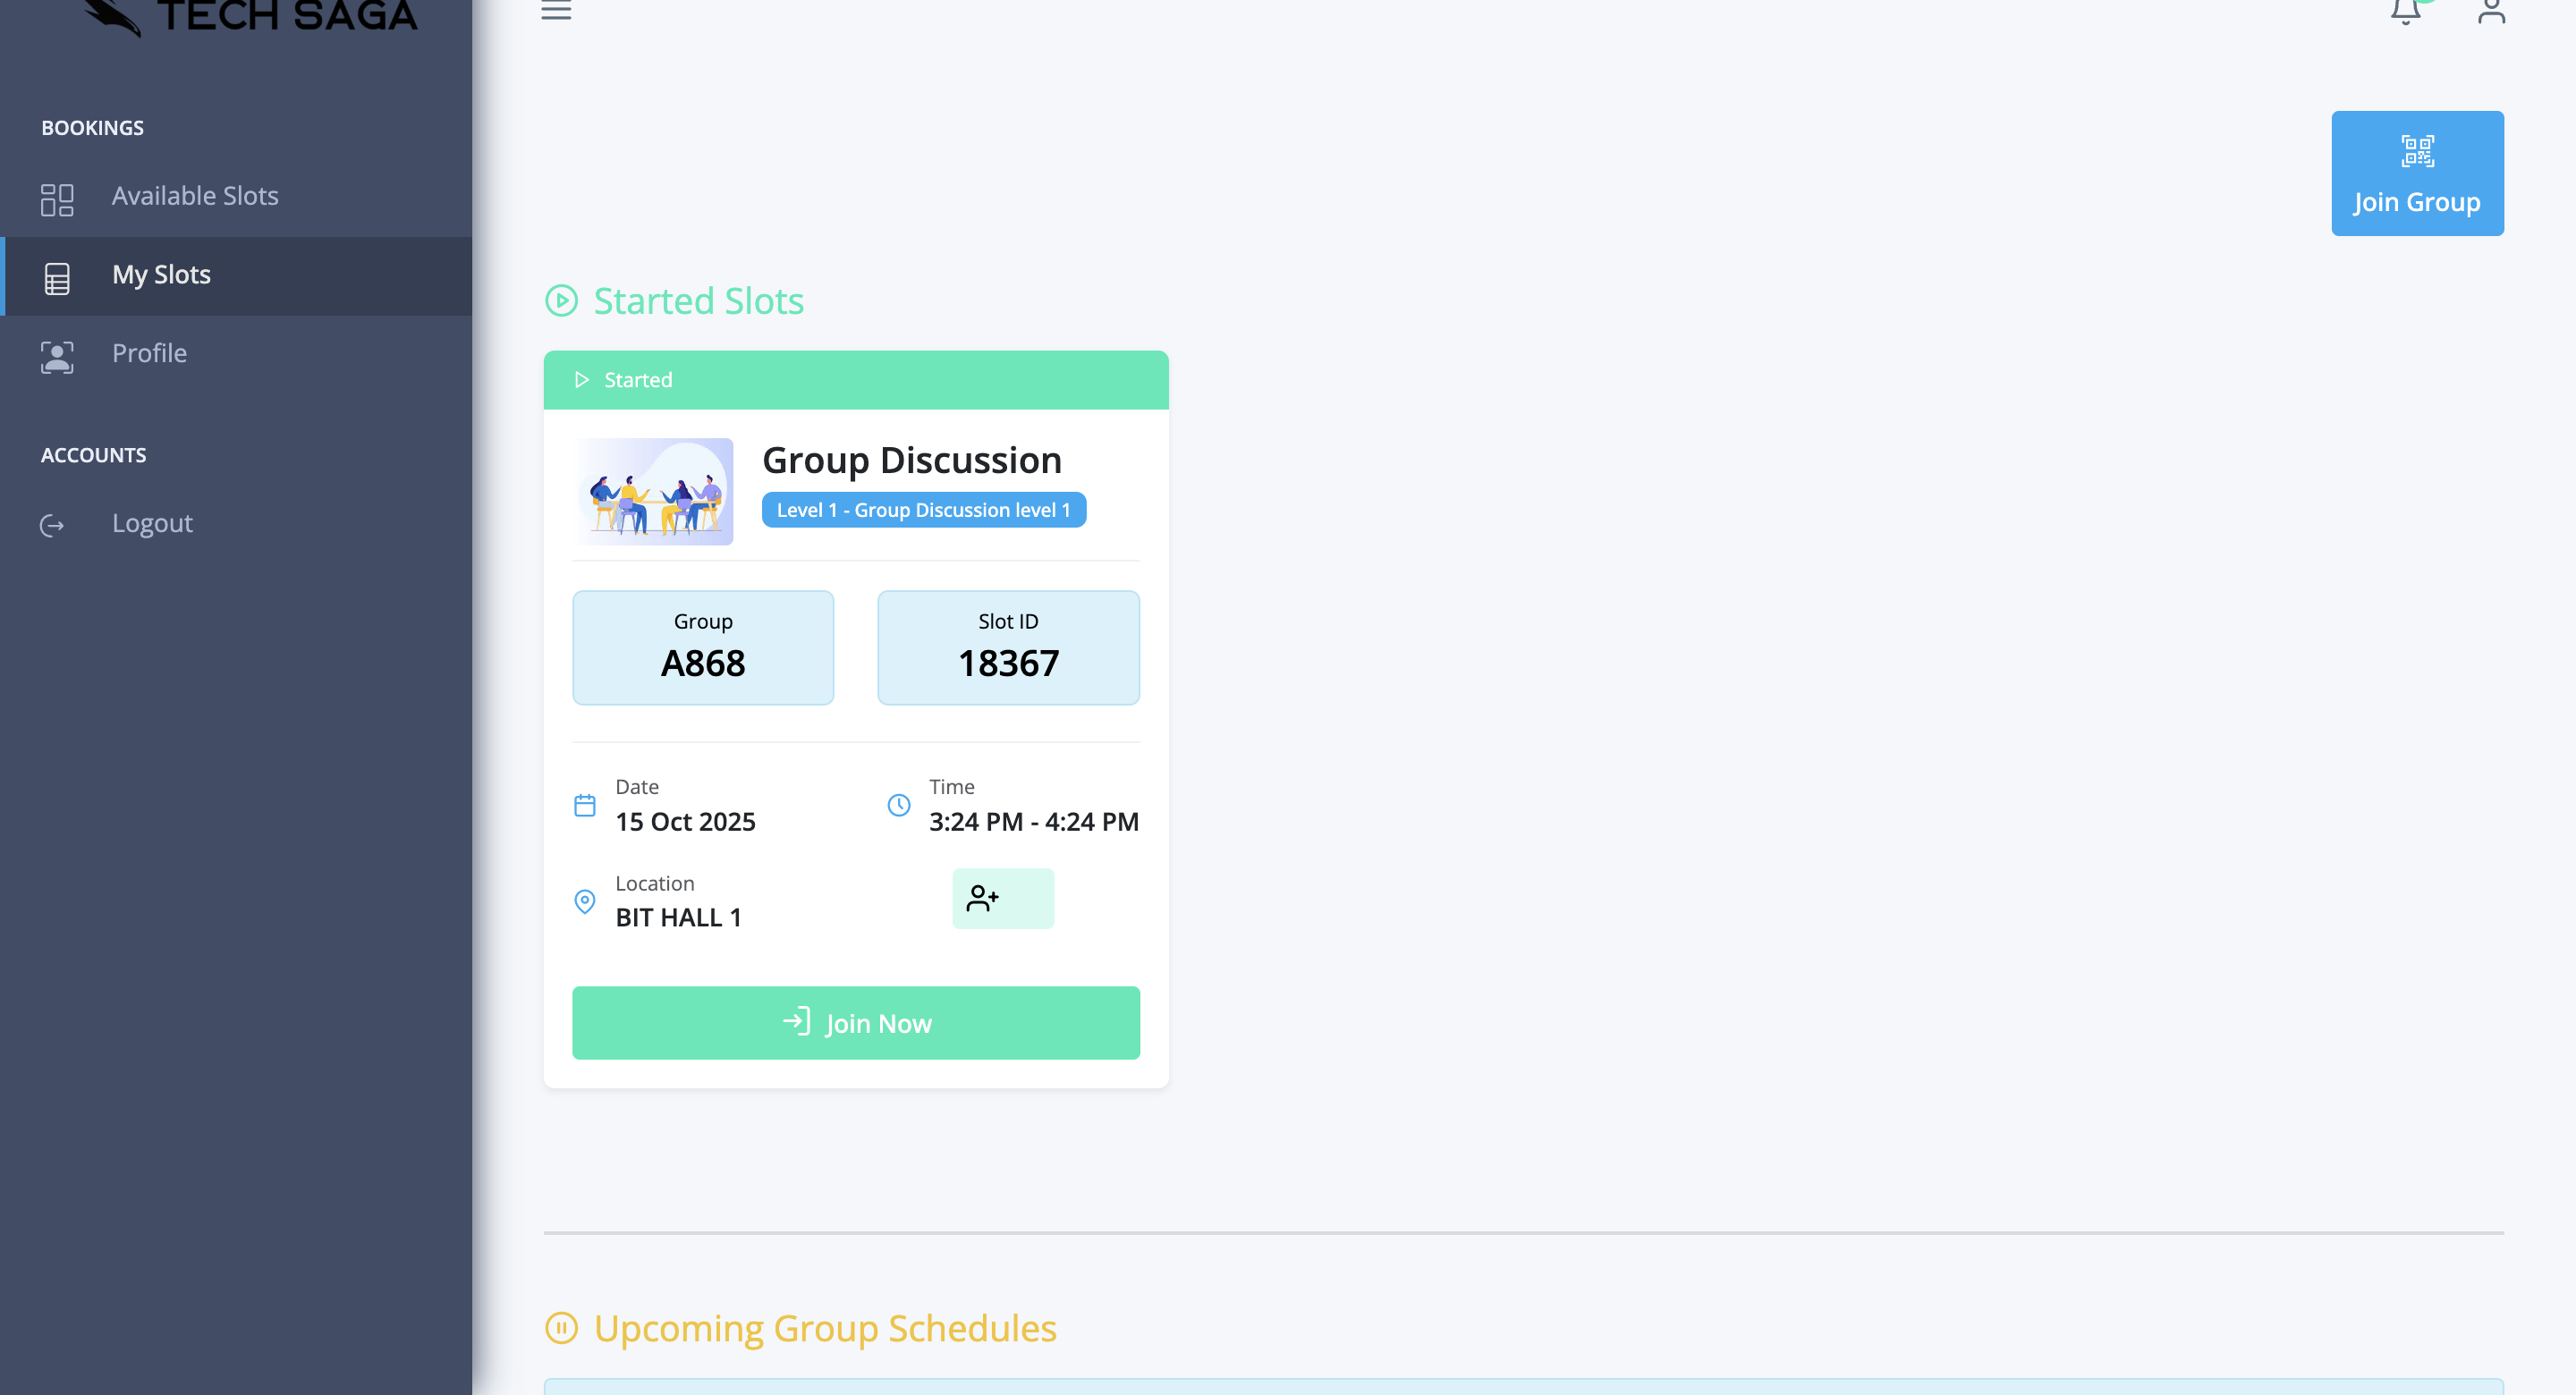 TECH SAGA
BOOKINGS
Available Slots
My Slots
Profile
ACCOUNTS
Logout
Join Group
Started Slots
Started
Group Discussion
Level 1 - Group Discussion level 1
Group
A868
Slot ID
18367
Date
15 Oct 2025
Time
3:24 PM - 4:24 PM
Location
BIT HALL 1
Join Now
Upcoming Group Schedules